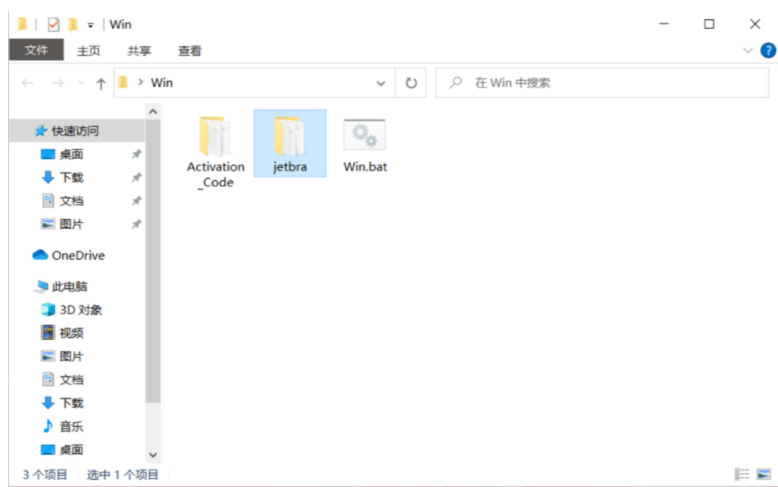 Win
文件 主页 共享 查看
Win
在 Win 中搜索
快速访问
桌面
下载
文档
图片
OneDrive
此电脑
3D 对象
视频
图片
文档
下载
音乐
桌面
Activation
_Code
jetbra
Win.bat
3 个项目 选中 1 个项目